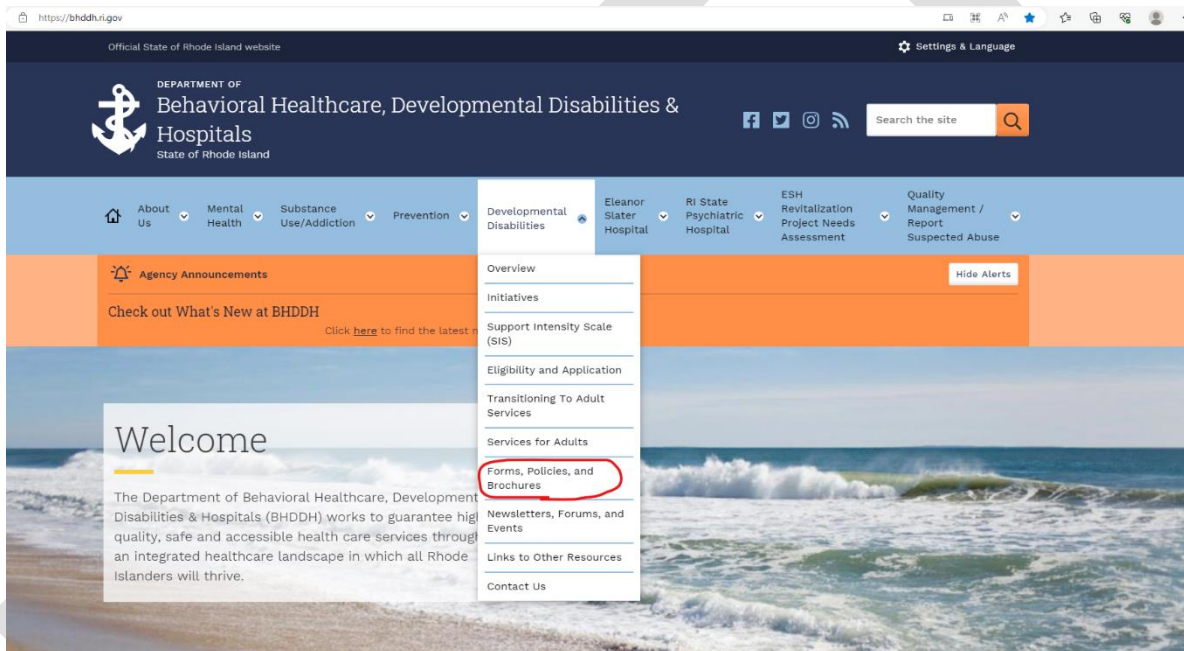 https://bhddh.ri.gov
Official State of Rhode Island website
Settings & Language
DEPARTMENT OF
Behavioral Healthcare, Developmental Disabilities &
Hospitals
State of Rhode Island
Search the site
About
Us
Mental
Health
Substance
Use/Addiction
Prevention
Developmental
Disabilities
Eleanor
Slater
Hospital
RI State
Psychiatric
Hospital
ESH
Revitalization
Project Needs
Assessment
Quality
Management /
Report
Suspected Abuse
Agency Announcements
Hide Alerts
Check out What's New at BHDDH
Click here to find the latest
Overview
Initiatives
Support Intensity Scale
(SIS)
Eligibility and Application
Transitioning To Adult
Services
Services for Adults
Forms, Policies, and
Brochures
Newsletters, Forums, and
Events
Links to Other Resources
Contact Us
Welcome
The Department of Behavioral Healthcare, Development
Disabilities & Hospitals (BHDDH) works to guarantee hig
quality, safe and accessible health care services throug
an integrated healthcare landscape in which all Rhode
Islanders will thrive.